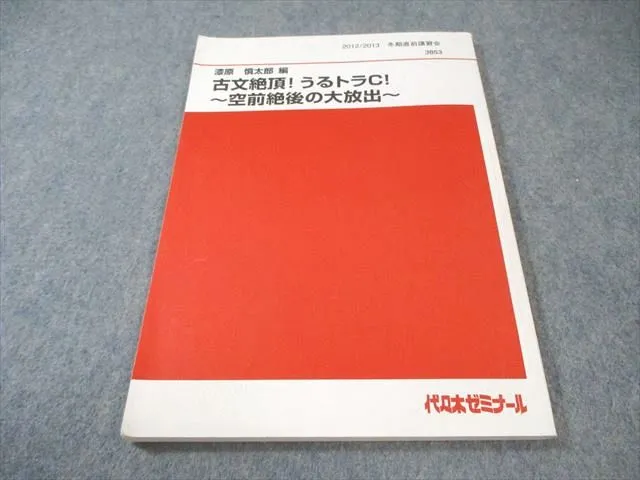 2012/2013 冬期直前講習会
3853
漆原 慎太郎 編
古文絶頂！うるトラC！
～空前絶後の大放出～
代々木ゼミナール